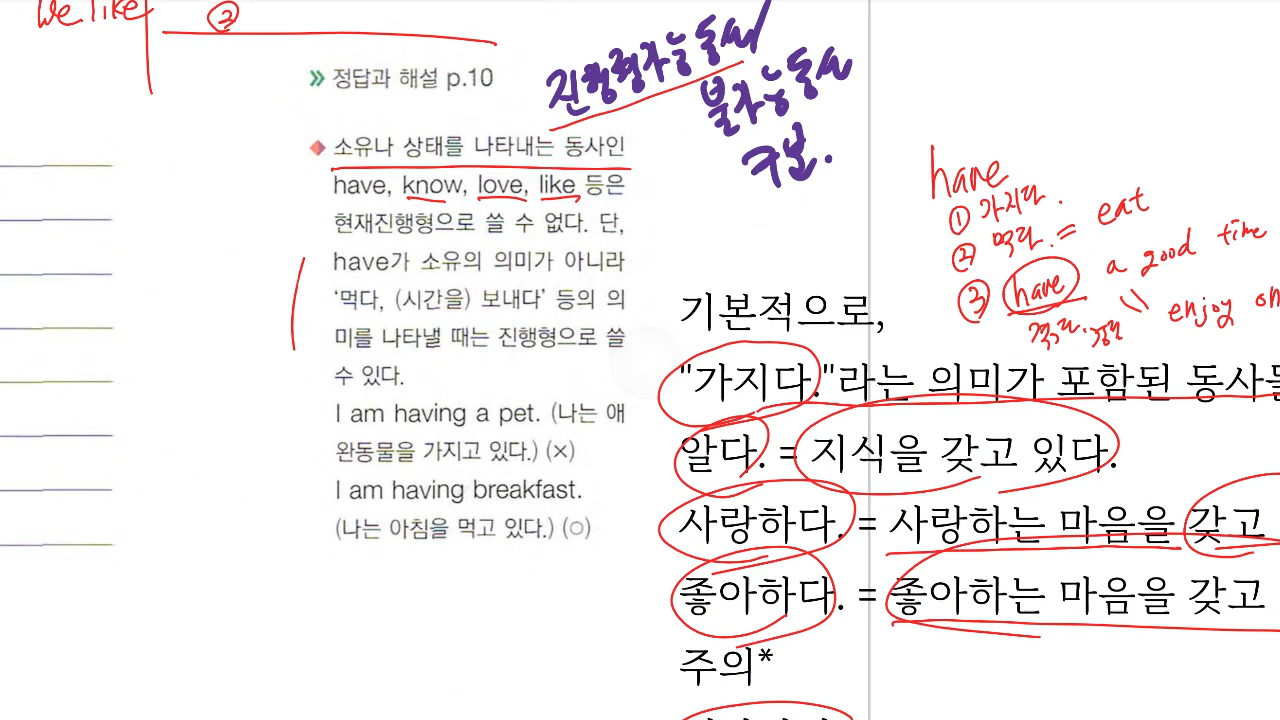 we like
②
» 정답과 해설 p.10
진행형가능동사/
불가능동사
구분.
소유나 상태를 나타내는 동사인
have, know, love, like 등은
현재진행형으로 쓸 수 없다. 단,
have가 소유의 의미가 아니라
‘먹다, (시간을) 보내다’ 등의 의
미를 나타낼 때는 진행형으로 쓸
수 있다.
I am having a pet. (나는 애
완동물을 가지고 있다.) (×)
I am having breakfast.
(나는 아침을 먹고 있다.) (○)
have
① 가지다.
② 먹다. = eat
③ have a good time
enjoy
기본적으로,
"가지다."라는 의미가 포함된 동사들
알다. = 지식을 갖고 있다.
사랑하다. = 사랑하는 마음을 갖고
좋아하다. = 좋아하는 마음을 갖고
주의*